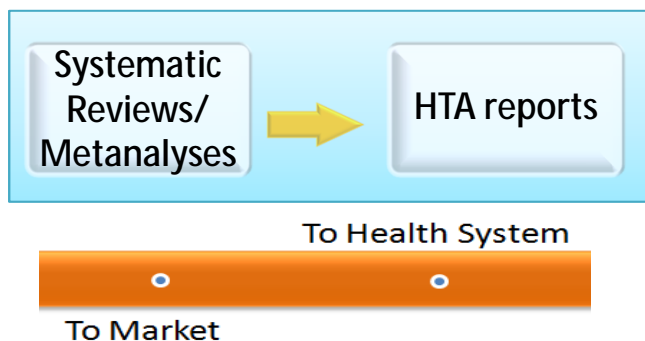 Systematic
Reviews/
Metanalyses
HTA reports
To Health System
To Market